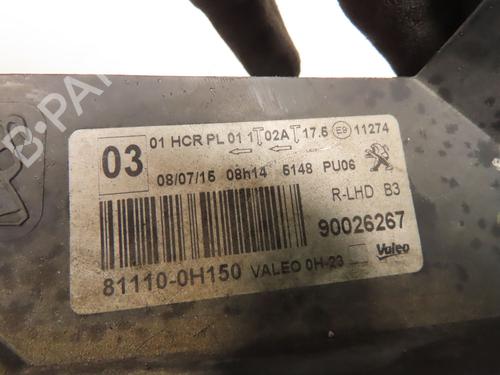 B-PARTS
03
01 HCR PL 01 1 02A 17.5 E9 11274
08/07/15 08h14 5148 PU06
R-LHD B3
90026267
81110-0H150 VALEO 0H-23 Valeo